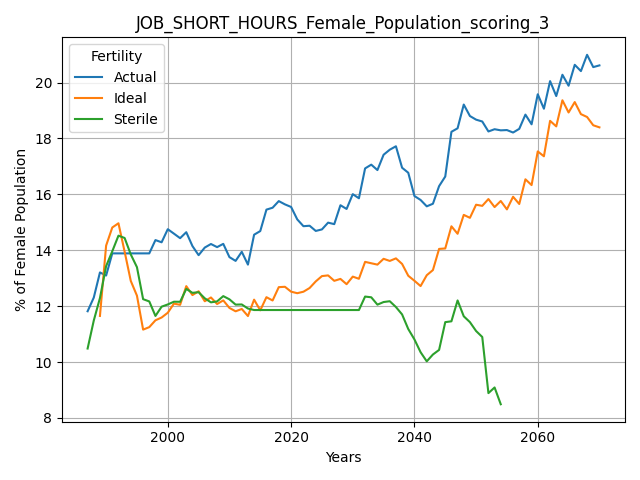 JOB_SHORT_HOURS_Female_Population_scoring_3
Fertility
Actual
Ideal
Sterile
% of Female Population
20
18
16
14
12
10
8
2000
2020
2040
2060
Years